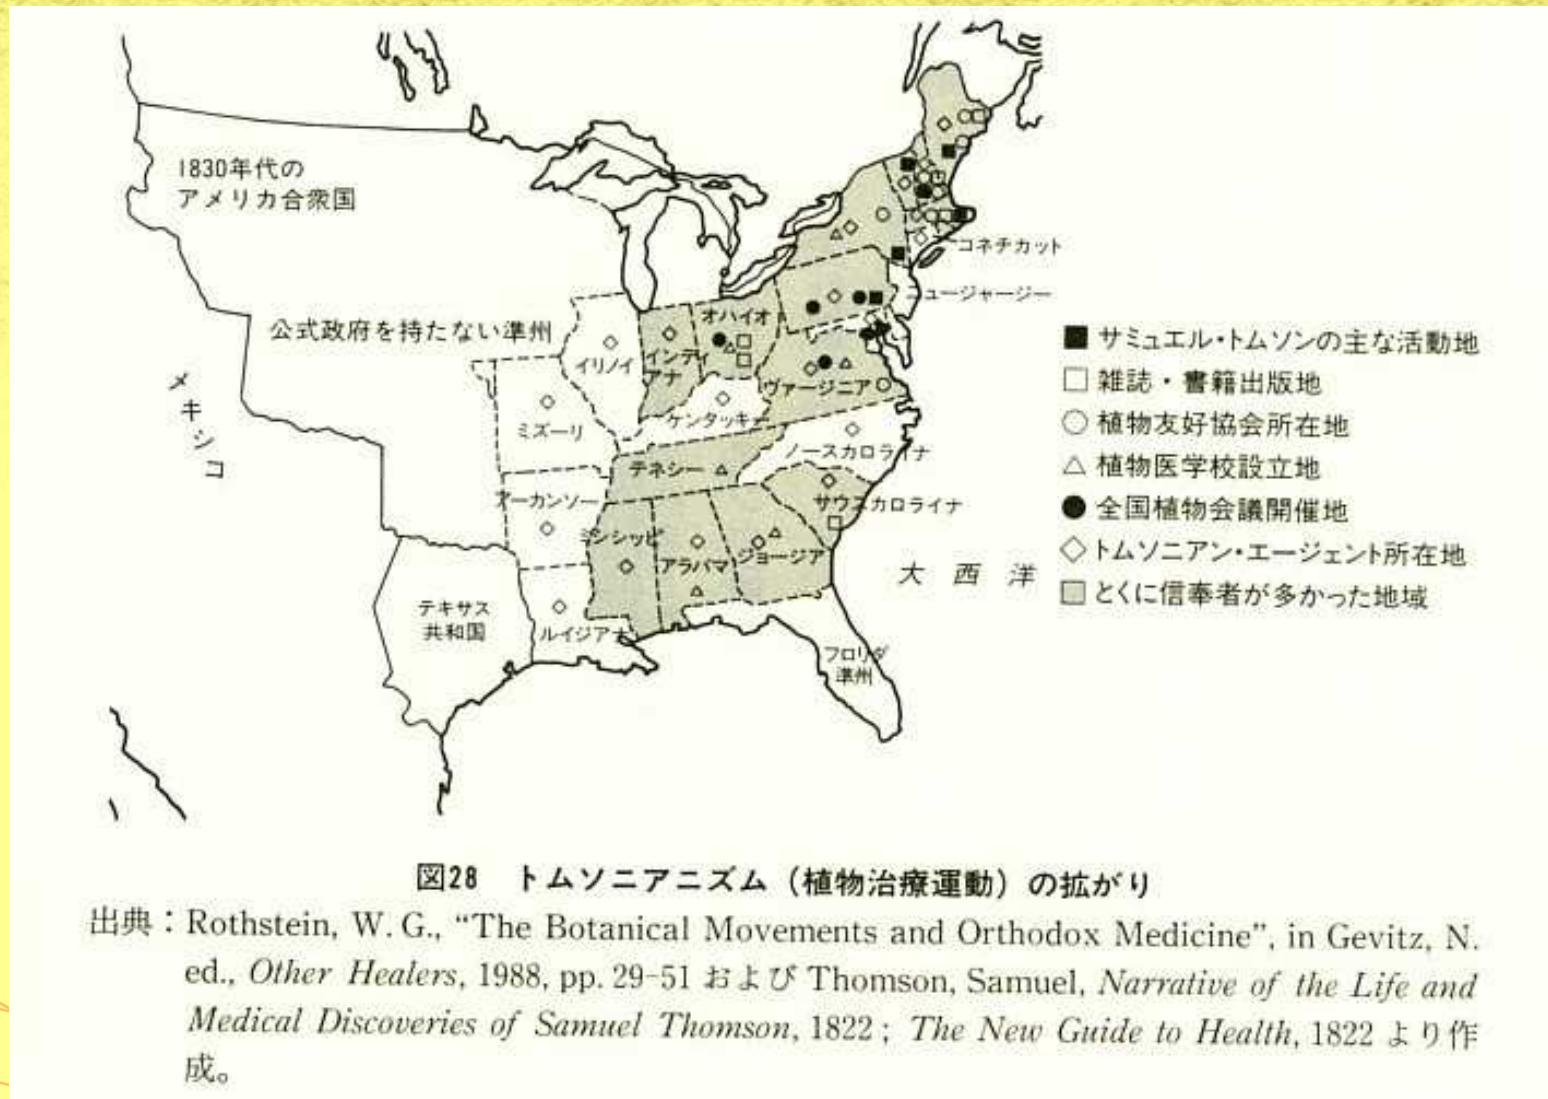 1830年代の
アメリカ合衆国
公式政府を持たない準州
メキシコ
コネチカット
ニュージャージー
オハイオ
インディ
アナ
イリノイ
ヴァージニア
ケンタッキー
ミズーリ
ノースカロライナ
テネシー
アーカンソー
サウスカロライナ
ミシシッピ
アラバマ
ジョージア
大西洋
テキサス
共和国
ルイジアナ
フロリダ
準州
■ サミュエル・トムソンの主な活動地
□ 雑誌・書籍出版地
○ 植物友好協会所在地
△ 植物医学校設立地
● 全国植物会議開催地
◇ トムソニアン・エージェント所在地
とくに信奉者が多かった地域
図28 トムソニアニズム（植物治療運動）の拡がり
出典：Rothstein, W. G., “The Botanical Movements and Orthodox Medicine”, in Gevitz, N.
ed., Other Healers, 1988, pp. 29-51 および Thomson, Samuel, Narrative of the Life and
Medical Discoveries of Samuel Thomson, 1822 ; The New Guide to Health, 1822 より作
成。